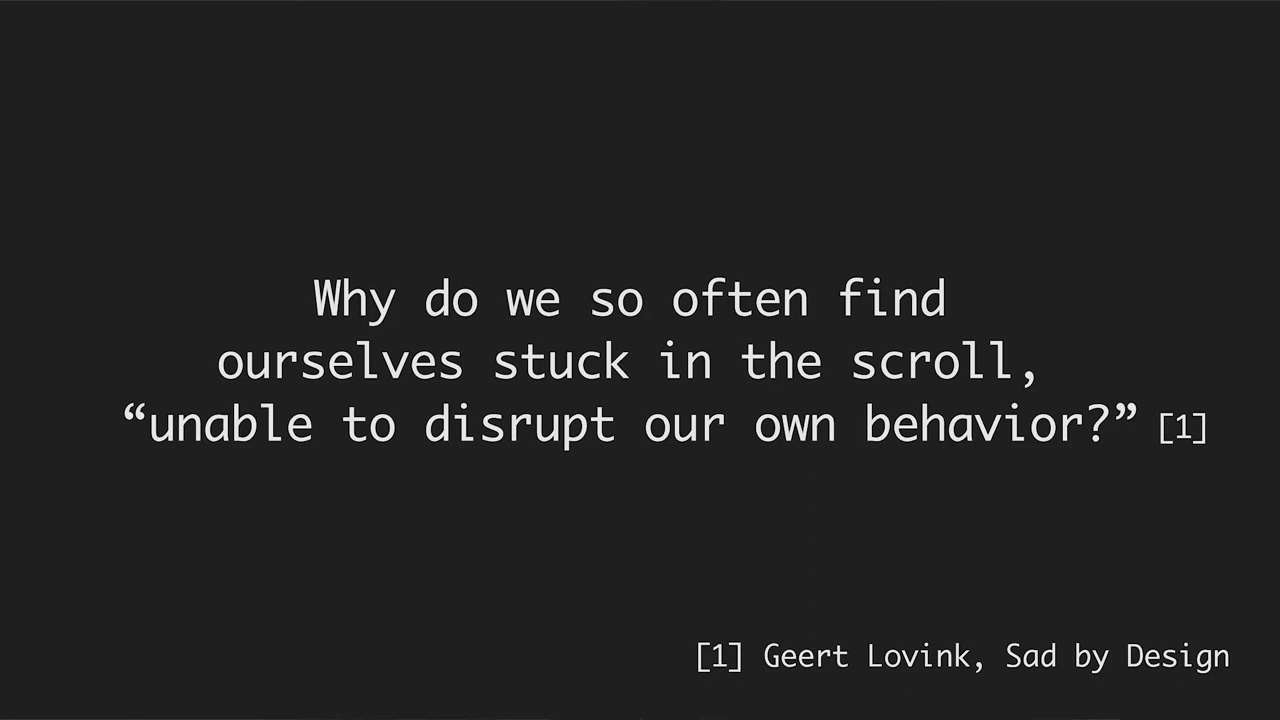 Why do we so often find
ourselves stuck in the scroll,
“unable to disrupt our own behavior?” [1]
[1] Geert Lovink, Sad by Design